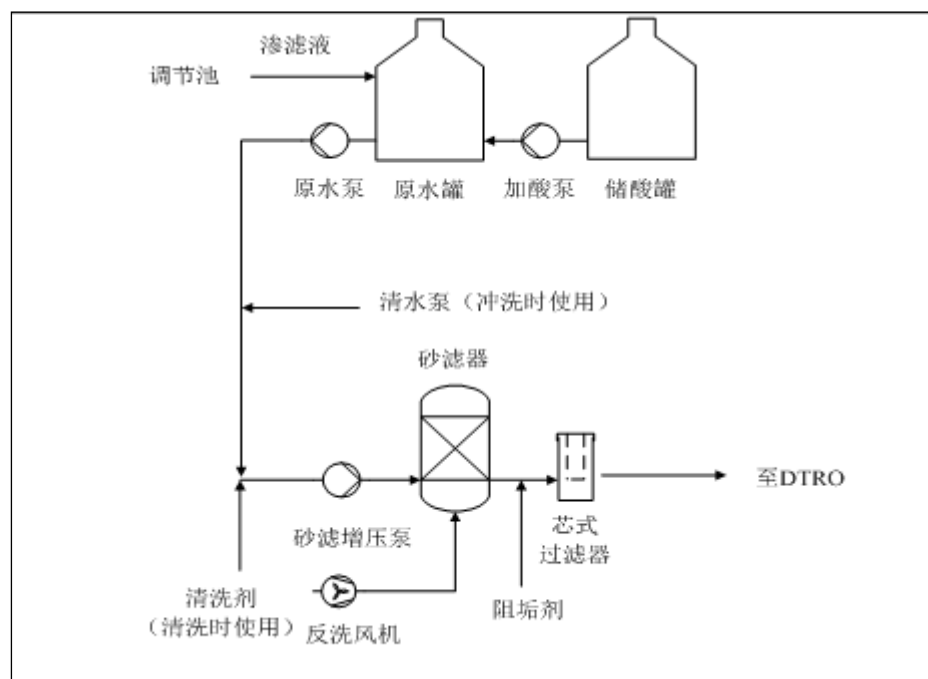 渗滤液
调节池
原水泵
原水罐
加酸泵
储酸罐
清水泵（冲洗时使用）
砂滤器
至DTRO
砂滤增压泵
芯式
过滤器
清洗剂
（清洗时使用）
反洗风机
阻垢剂